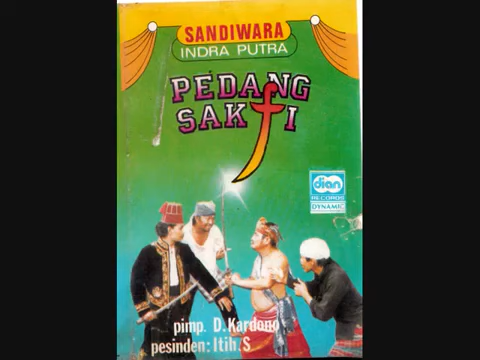 SANDIWARA
INDRA PUTRA
PEDANG
SAKTI
dian
RECORDS
DYNAMIC
pimp. D. Kardono
pesinden: Itih. S